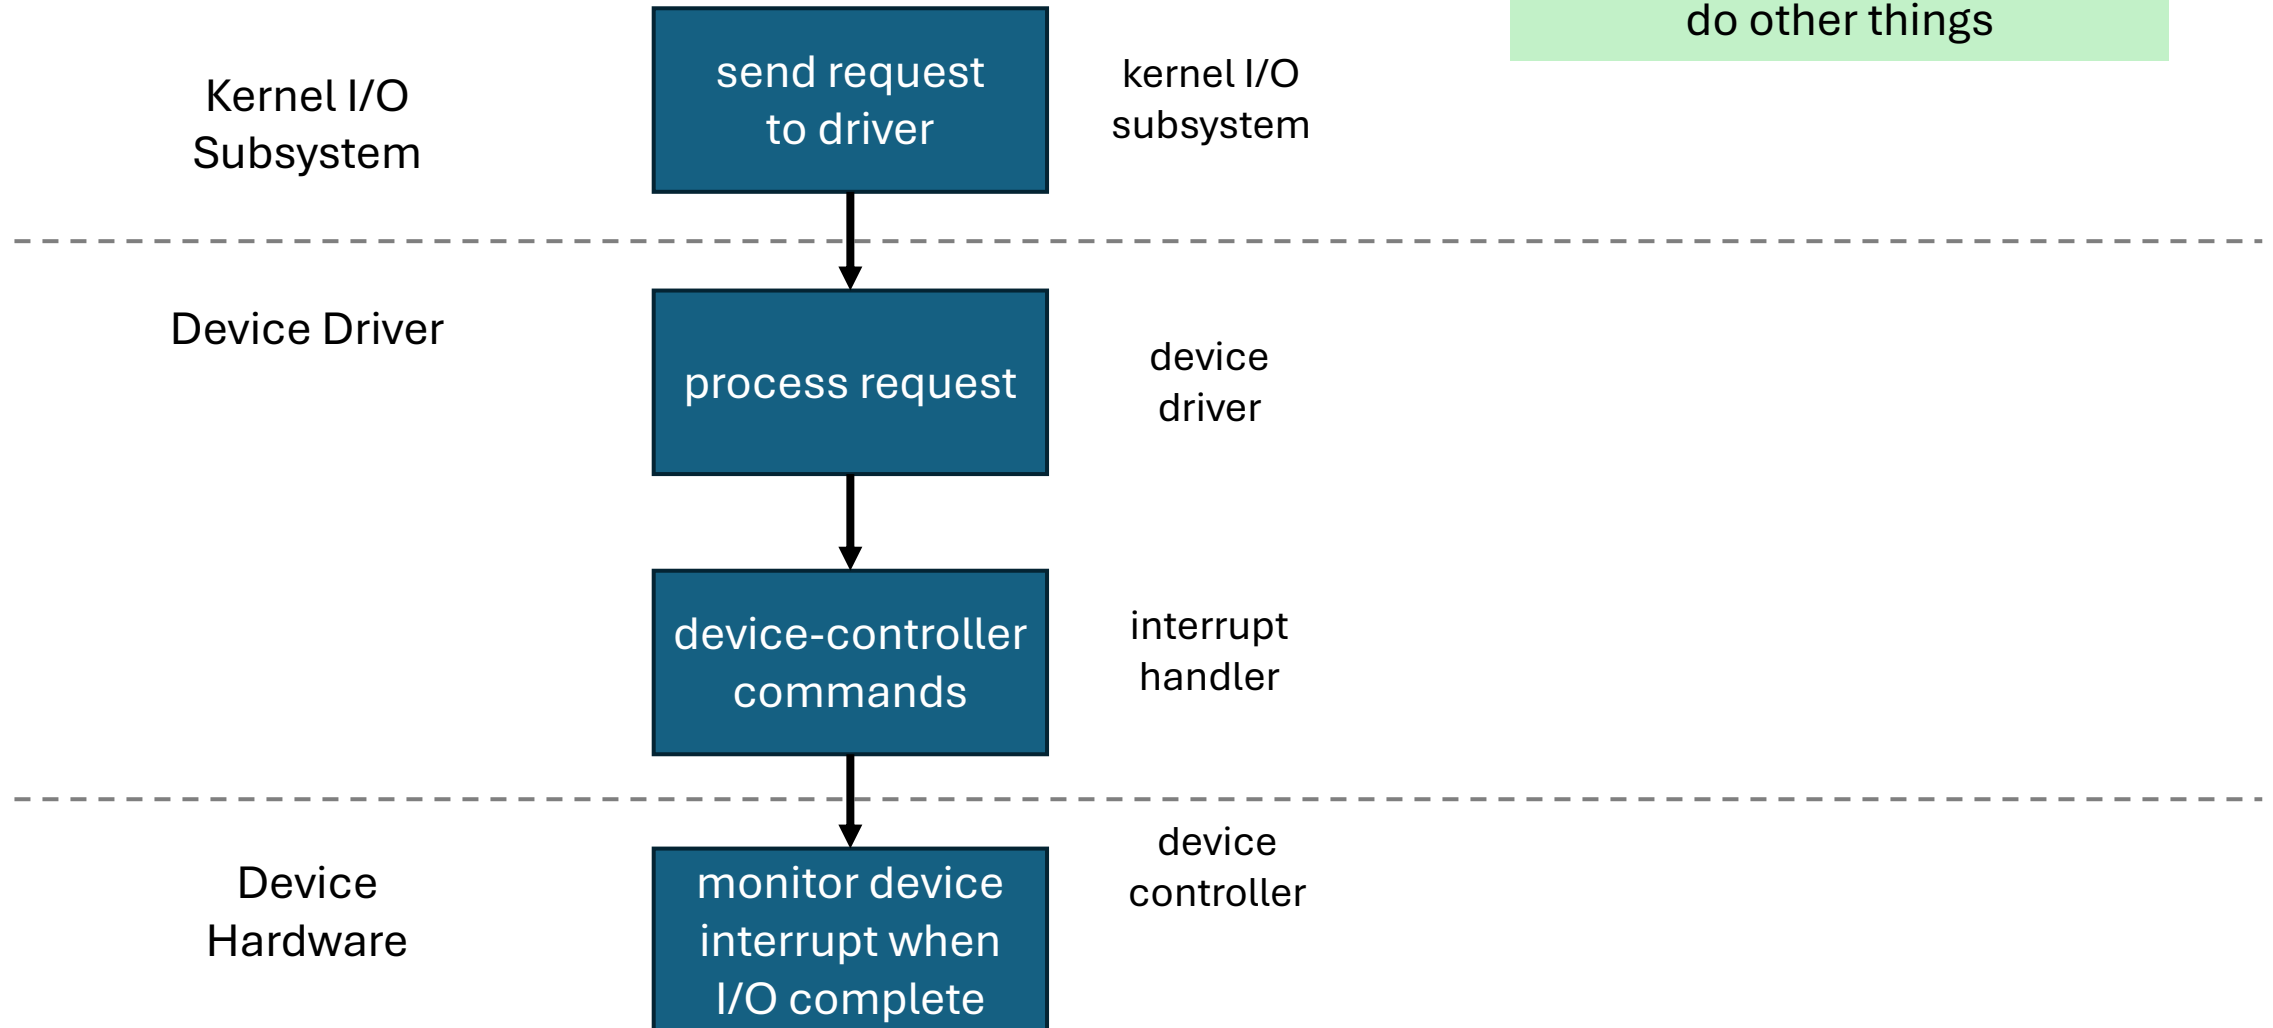 do other things
Kernel I/O
Subsystem
send request
to driver
kernel I/O
subsystem
Device Driver
process request
device
driver
device-controller
commands
interrupt
handler
Device
Hardware
monitor device
interrupt when
I/O complete
device
controller